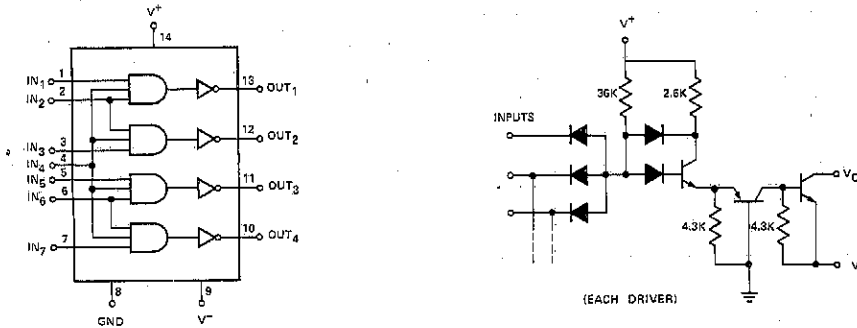 V+
14
IN1 1
IN2 2
IN3 3
IN4 4
IN5 5
IN6 6
IN7 7
13 OUT1
12 OUT2
11 OUT3
10 OUT4
8
9
GND
V−
V+
36K
2.6K
INPUTS
4.3K
4.3K
VO
V
(EACH DRIVER)